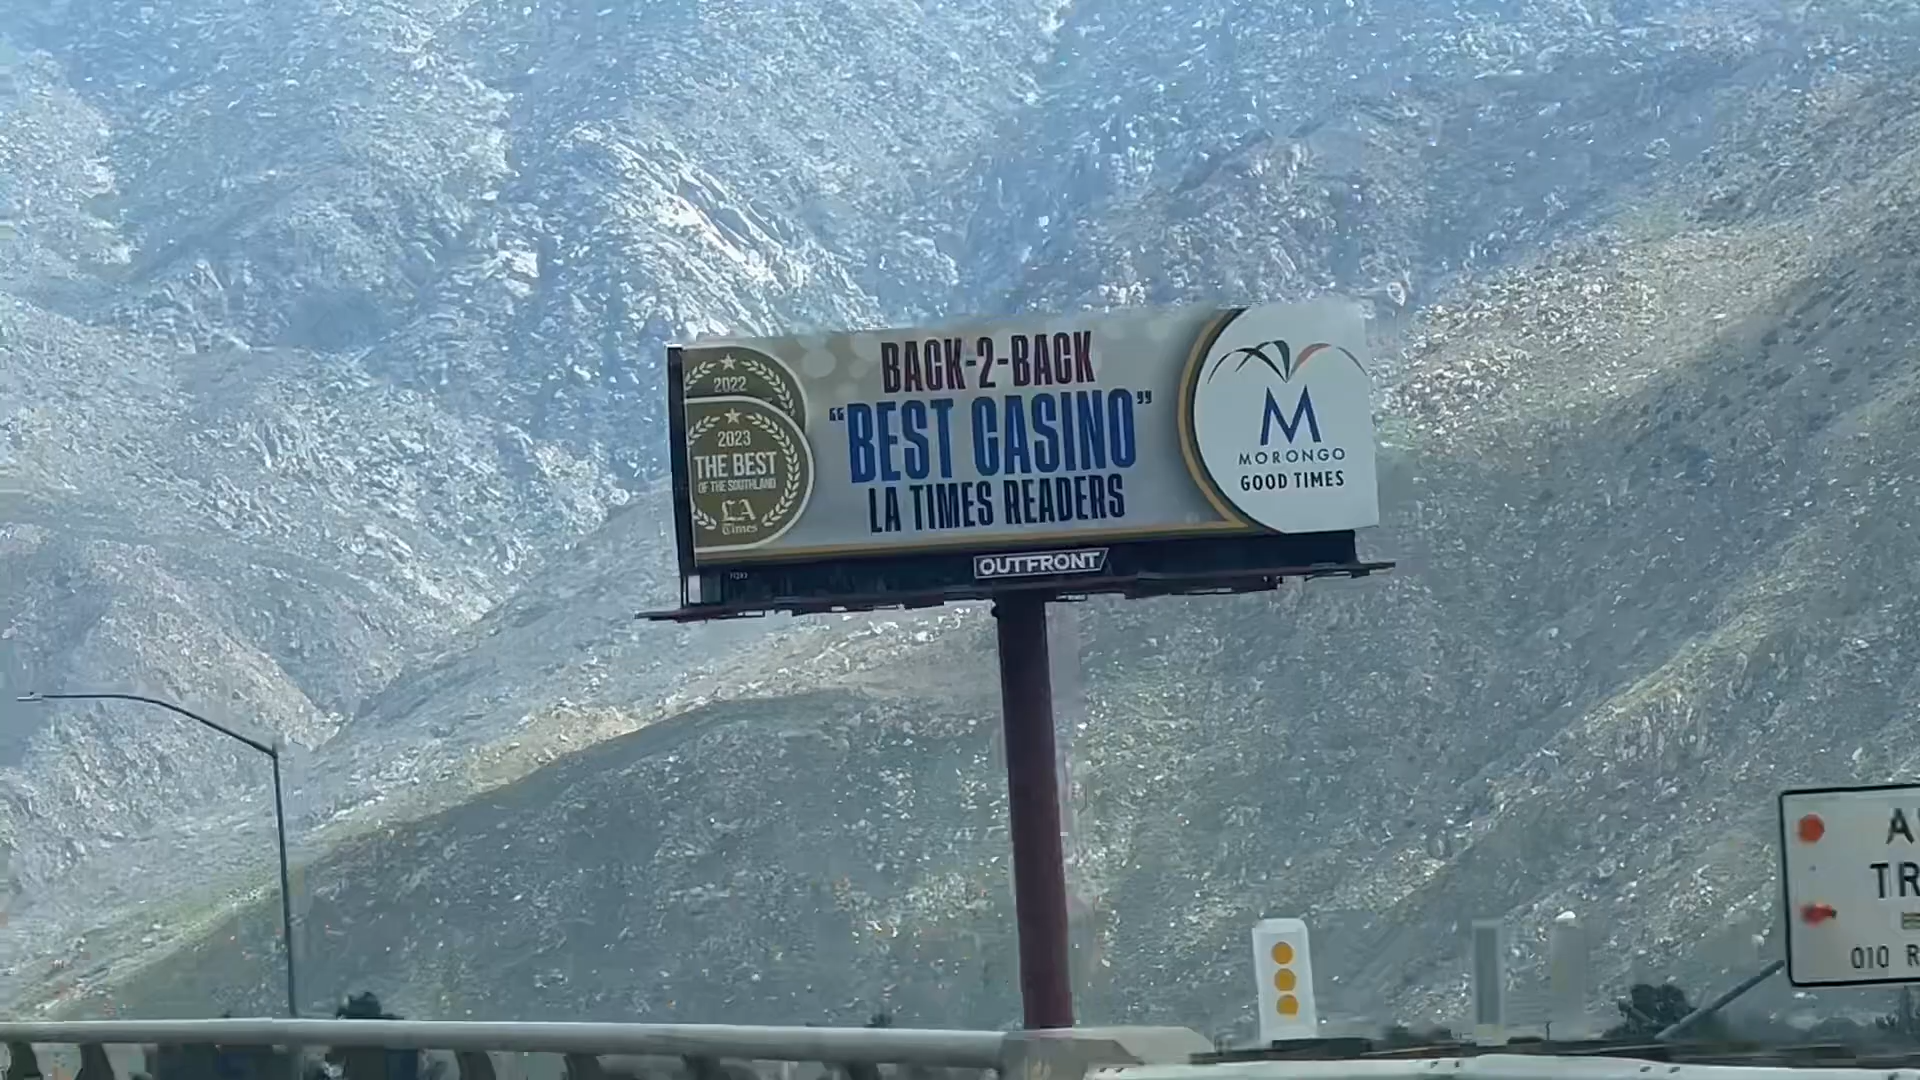 2022
2023
THE BEST
OF THE SOUTHLAND
LA
Times
BACK-2-BACK
“BEST CASINO”
LA TIMES READERS
M
MORONGO
GOOD TIMES
OUTFRONT
A
TR
010 R